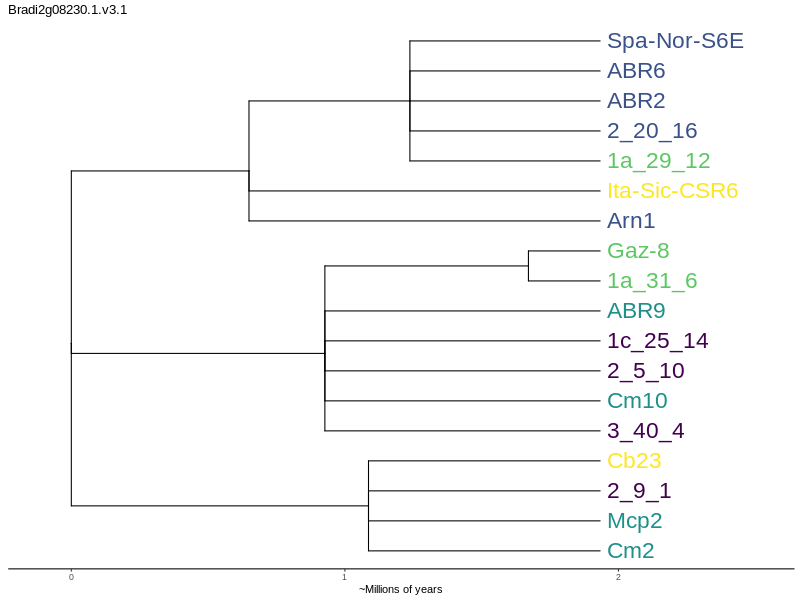 Bradi2g08230.1.v3.1
Spa-Nor-S6E
ABR6
ABR2
2_20_16
1a_29_12
Ita-Sic-CSR6
Arn1
Gaz-8
1a_31_6
ABR9
1c_25_14
2_5_10
Cm10
3_40_4
Cb23
2_9_1
Mcp2
Cm2
0 1 2
~Millions of years